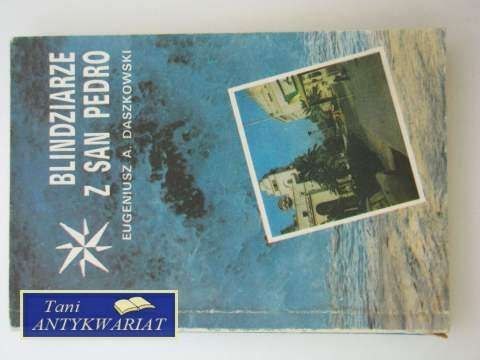 BLINDZIARZE
Z SAN PEDRO
EUGENIUSZ A. DASZKOWSKI
Tani
ANTYKWARIAT